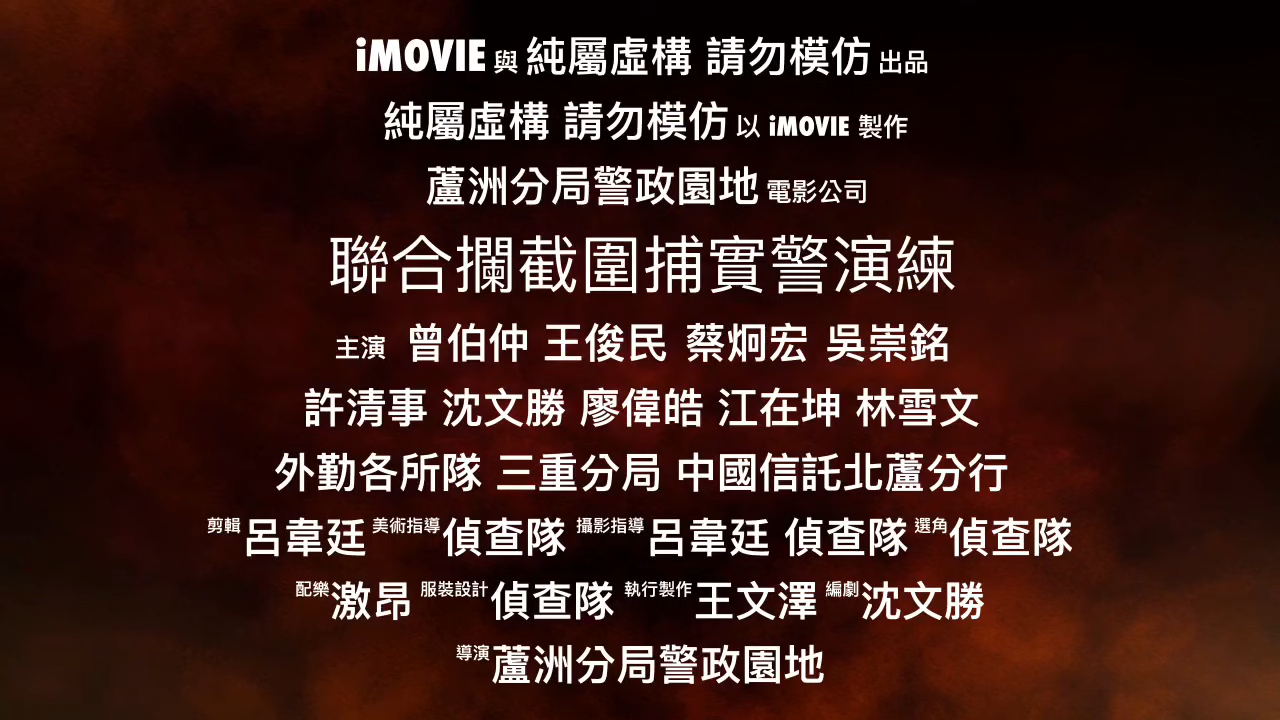 iMOVIE 與 純屬虛構 請勿模仿 出品
純屬虛構 請勿模仿 以 iMOVIE 製作
蘆洲分局警政園地 電影公司
聯合攔截圍捕實警演練
主演 曾伯仲 王俊民 蔡炯宏 吳崇銘
許清事 沈文勝 廖偉皓 江在坤 林雪文
外勤各所隊 三重分局 中國信託北蘆分行
剪輯 呂韋廷 美術指導 偵查隊 攝影指導 呂韋廷 偵查隊 選角 偵查隊
配樂 激昂 服裝設計 偵查隊 執行製作 王文澤 編劇 沈文勝
導演 蘆洲分局警政園地